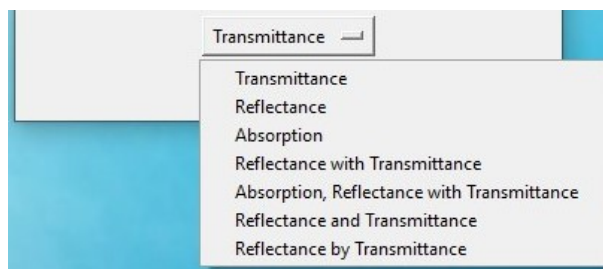 Transmittance
Transmittance
Reflectance
Absorption
Reflectance with Transmittance
Absorption, Reflectance with Transmittance
Reflectance and Transmittance
Reflectance by Transmittance